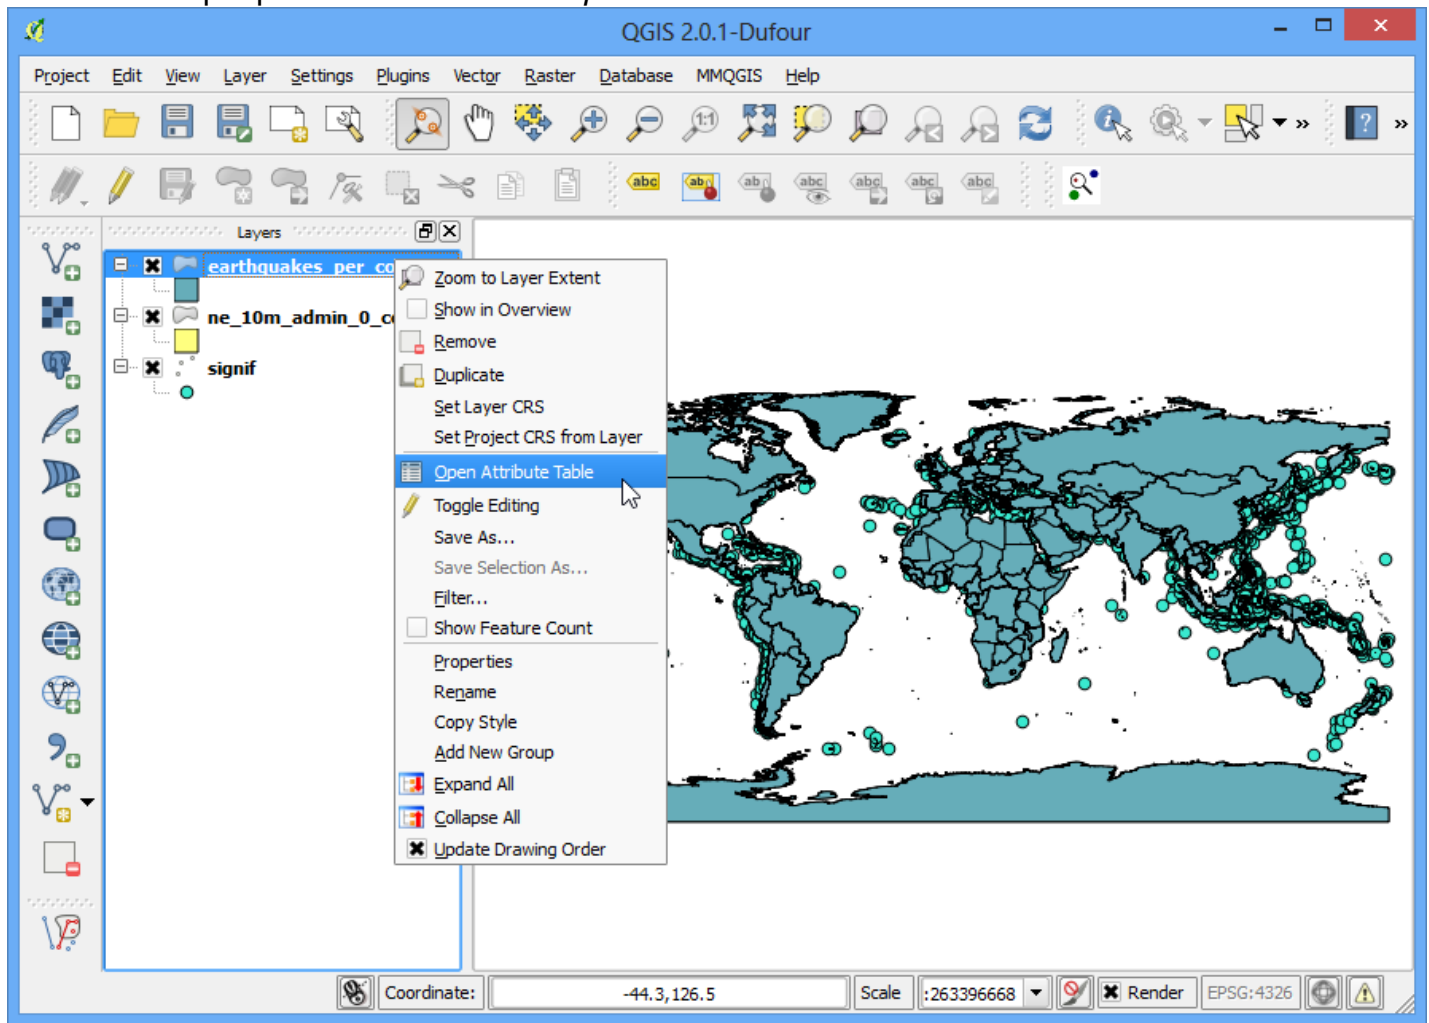 QGIS 2.0.1-Dufour
Project Edit View Layer Settings Plugins Vector Raster Database MMQGIS Help
1:1
abc
Layers
earthquakes_per_co
Zoom to Layer Extent
Show in Overview
ne_10m_admin_0_c
Remove
signif
Duplicate
Set Layer CRS
Set Project CRS from Layer
Open Attribute Table
Toggle Editing
Save As...
Save Selection As...
Filter...
Show Feature Count
Properties
Rename
Copy Style
Add New Group
Expand All
Collapse All
Update Drawing Order
Coordinate: -44.3,126.5 Scale :263396668 Render EPSG:4326